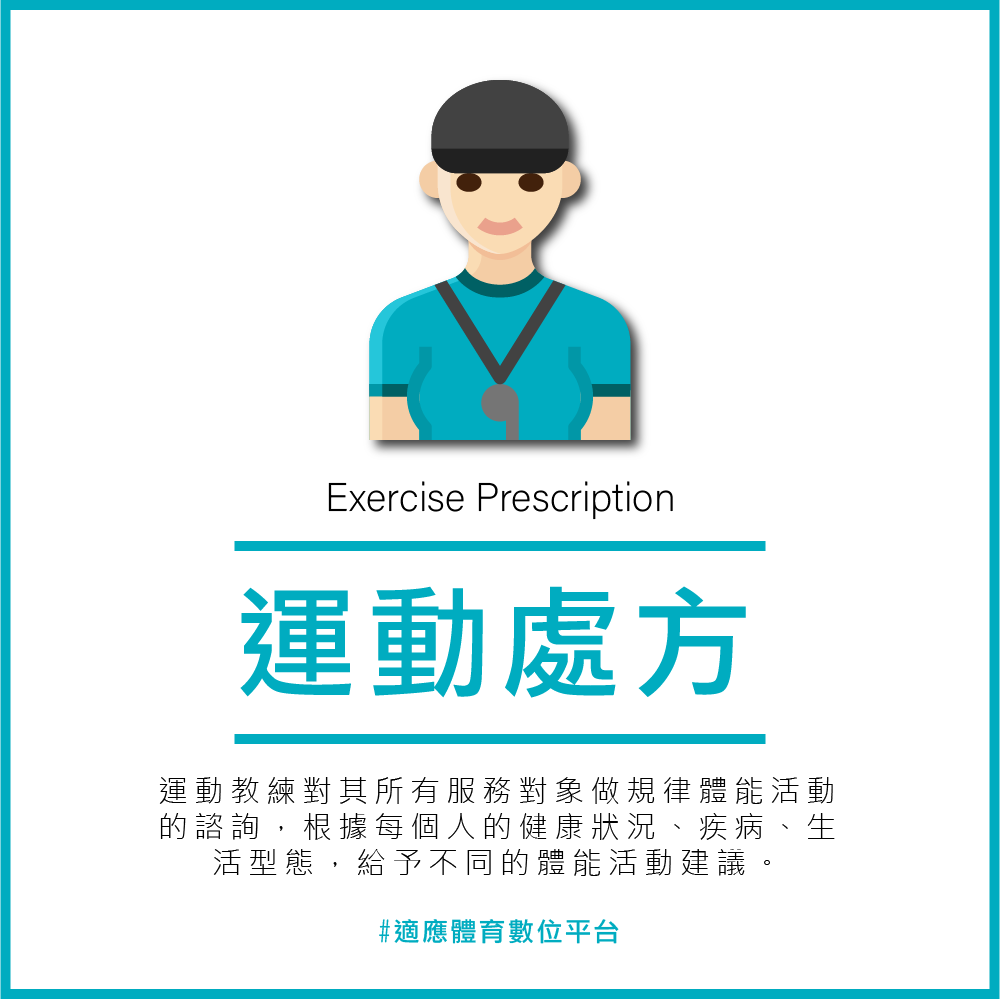 Exercise Prescription
運動處方
運動教練對其所有服務對象做規律體能活動
的諮詢，根據每個人的健康狀況、疾病、生
活型態，給予不同的體能活動建議。
#適應體育數位平台